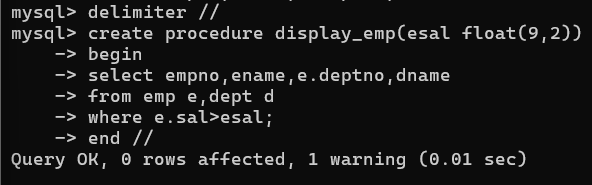 mysql> delimiter //
mysql> create procedure display_emp(esal float(9,2))
    -> begin
    -> select empno,ename,e.deptno,dname
    -> from emp e,dept d
    -> where e.sal>esal;
    -> end //
Query OK, 0 rows affected, 1 warning (0.01 sec)